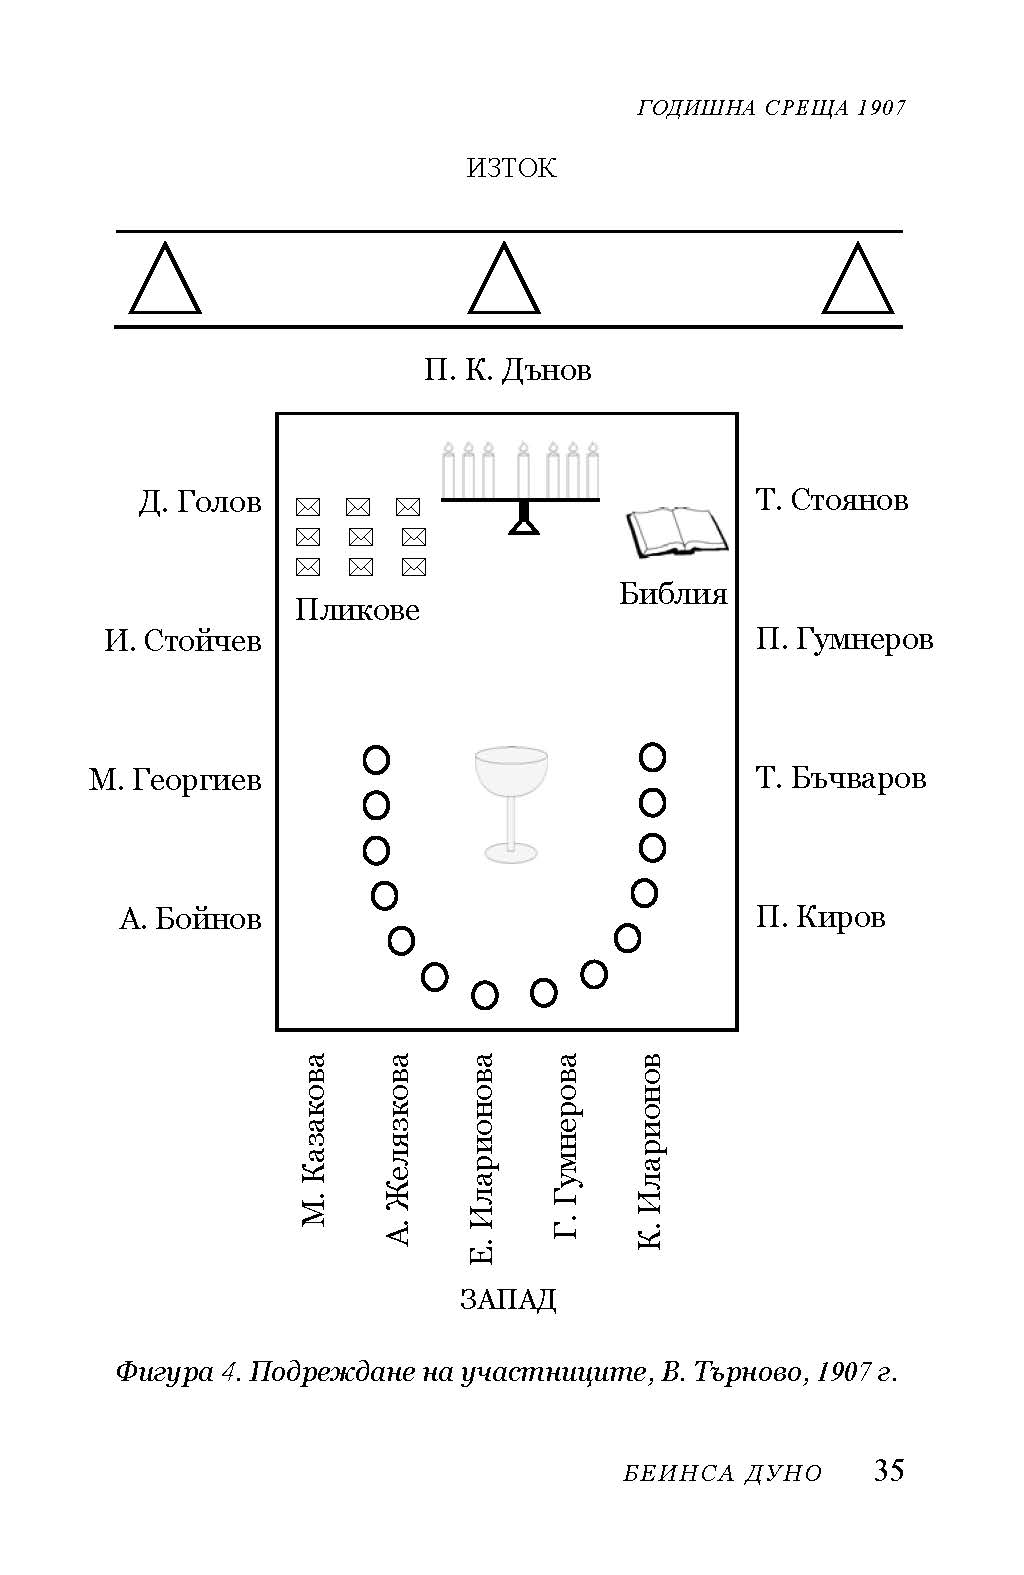 ГОДИШНА СРЕЩА 1907
ИЗТОК
П. К. Дънов
Д. Голов
Т. Стоянов
Библия
Пликове
И. Стойчев
П. Гумнеров
М. Георгиев
Т. Бъчваров
А. Бойнов
П. Киров
М. Казакова
А. Желязкова
Е. Иларионова
Г. Гумнерова
К. Иларионов
ЗАПАД
Фигура 4. Подреждане на участниците, В. Търново, 1907 г.
БЕИНСА ДУНО 35